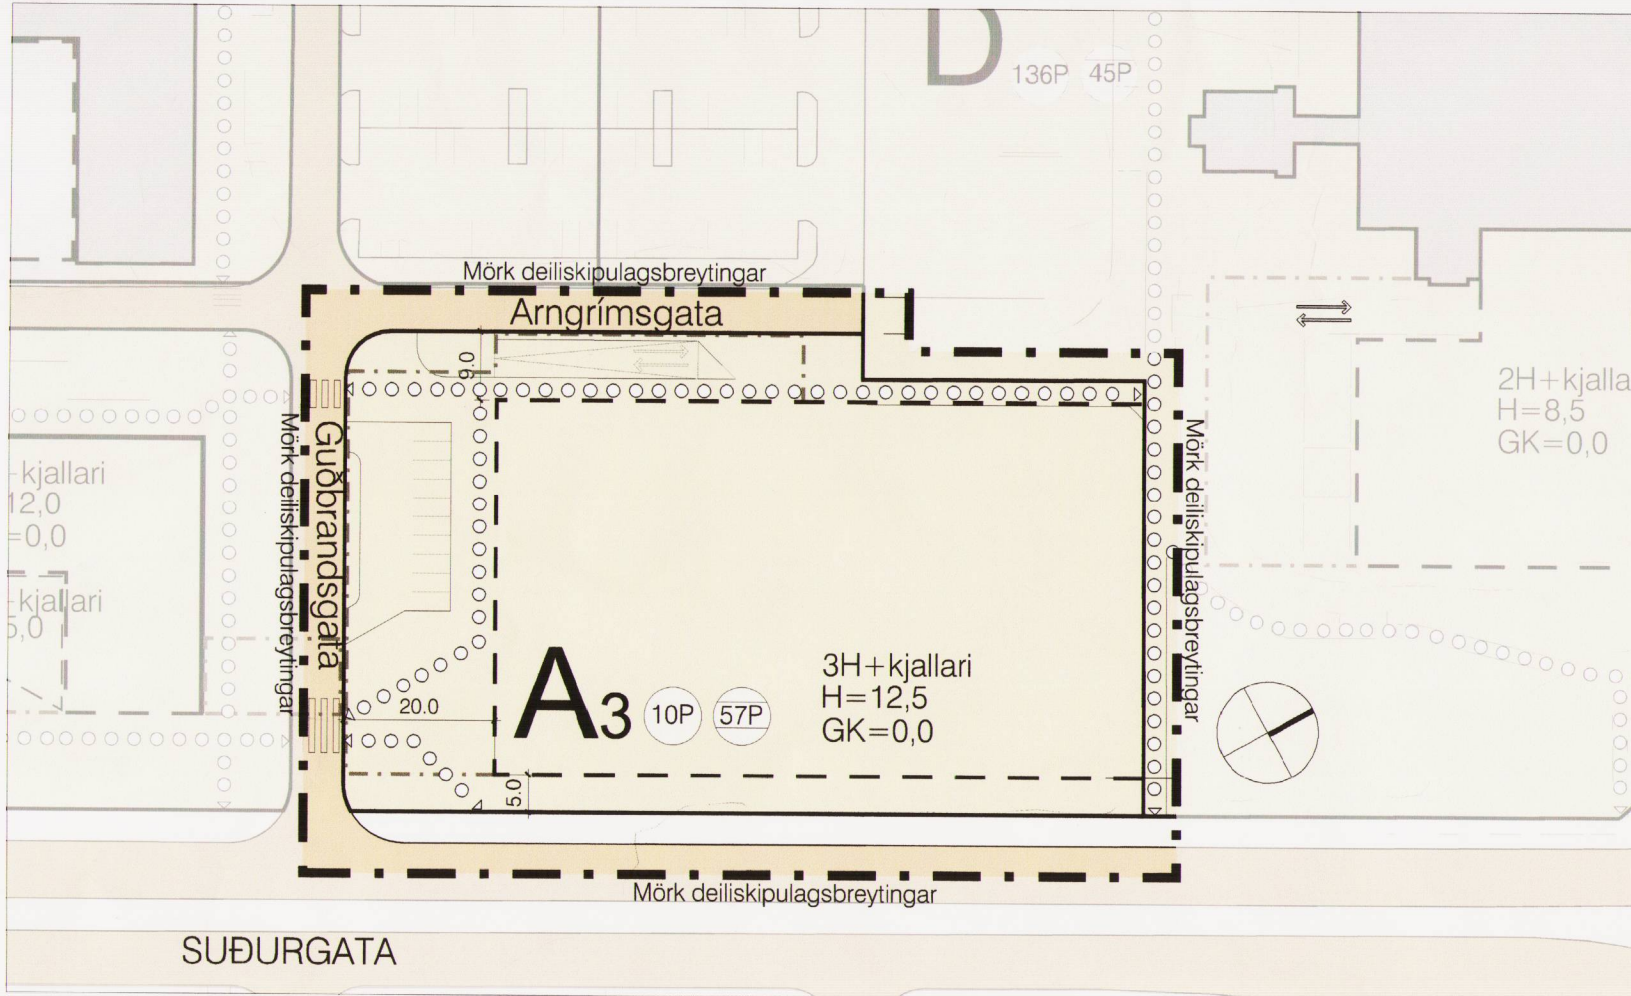 D
136P
45P
Mörk deiliskipulagsbreytingar
Arngrímsgata
9.0
2H+kjalla
H=8,5
GK=0,0
Guðbrandsgata
Mörk deiliskipulagsbreytingar
Mörk deiliskipulagsbreytingar
-kjallari
12,0
=0,0
-kjallari
5,0
20.0
A3
10P
57P
3H+kjallari
H=12,5
GK=0,0
5.0
Mörk deiliskipulagsbreytingar
SUÐURGATA